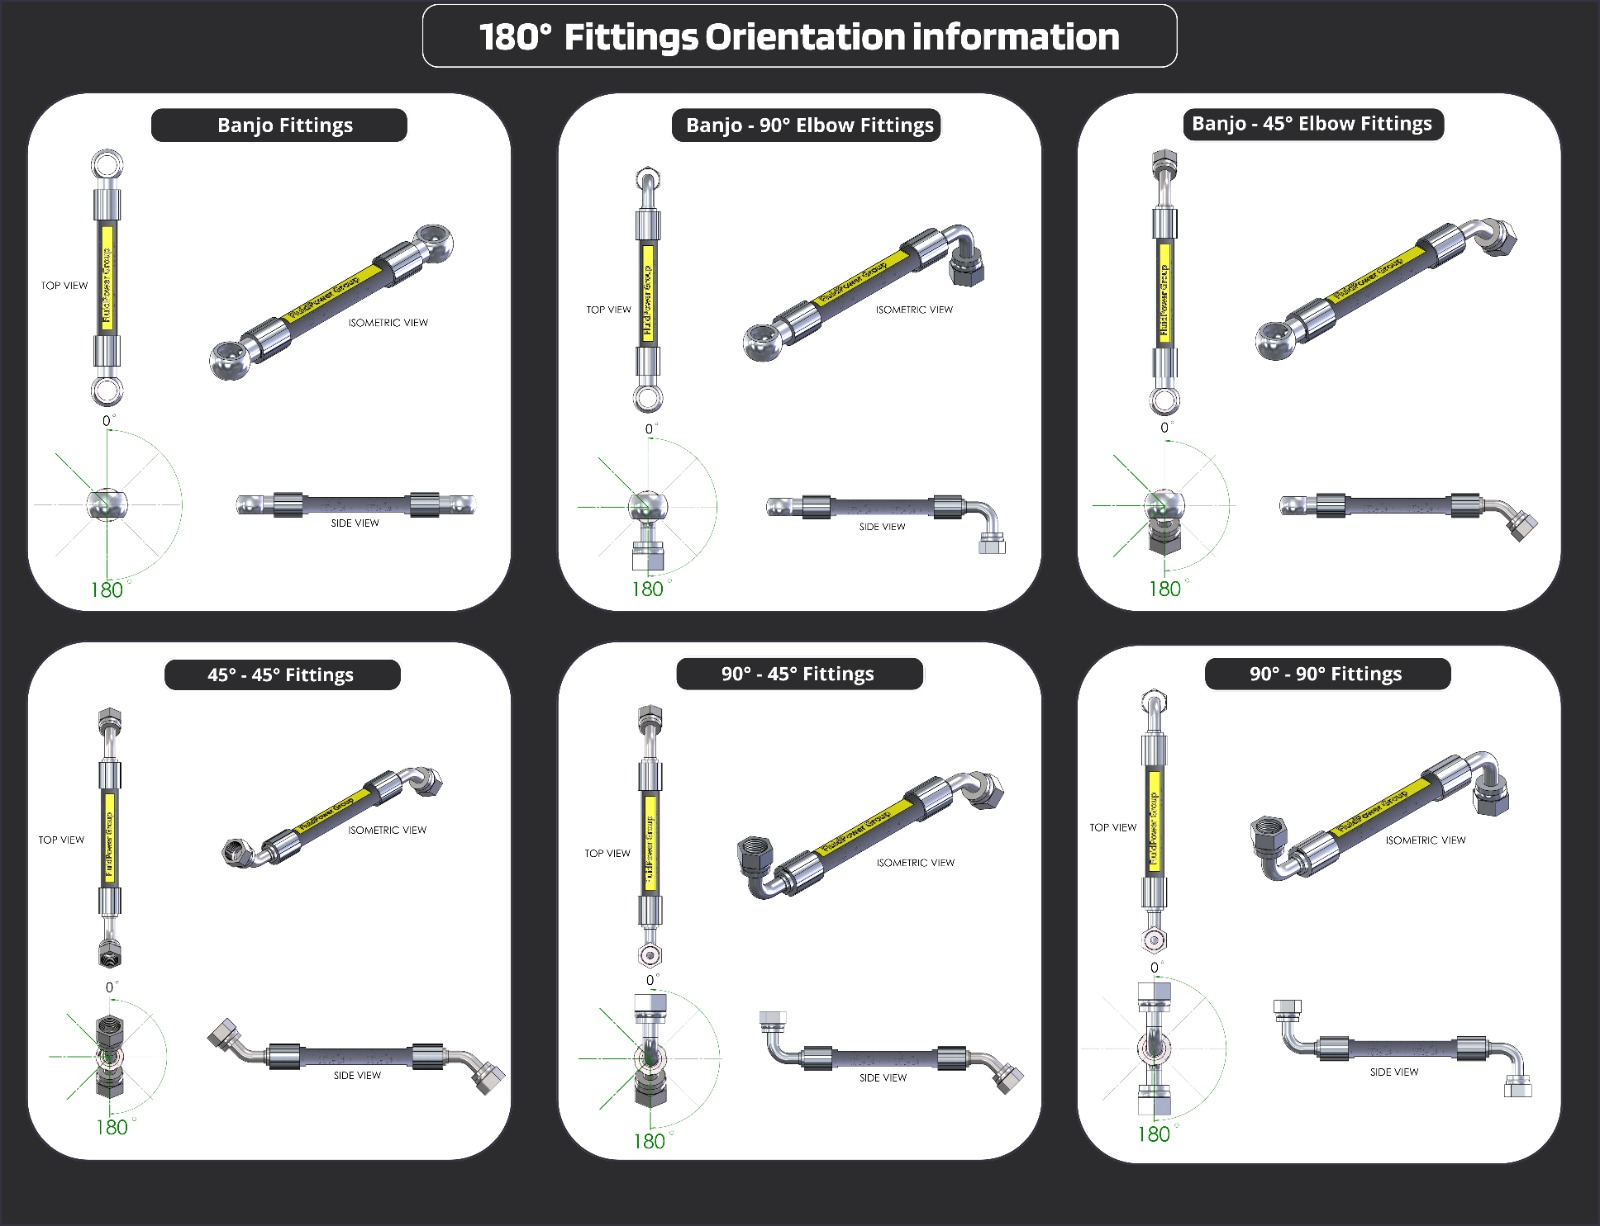 180° Fittings Orientation information
Banjo Fittings
TOP VIEW
FluidPower Group
FluidPower Group
ISOMETRIC VIEW
0°
SIDE VIEW
180°
Banjo - 90° Elbow Fittings
TOP VIEW
FluidPower Group
FluidPower Group
ISOMETRIC VIEW
0°
SIDE VIEW
180°
Banjo - 45° Elbow Fittings
FluidPower Group
FluidPower Group
0°
180°
45° - 45° Fittings
TOP VIEW
FluidPower Group
FluidPower Group
ISOMETRIC VIEW
0°
SIDE VIEW
180°
90° - 45° Fittings
TOP VIEW
FluidPower Group
FluidPower Group
ISOMETRIC VIEW
0°
SIDE VIEW
180°
90° - 90° Fittings
TOP VIEW
FluidPower Group
FluidPower Group
ISOMETRIC VIEW
0°
SIDE VIEW
180°